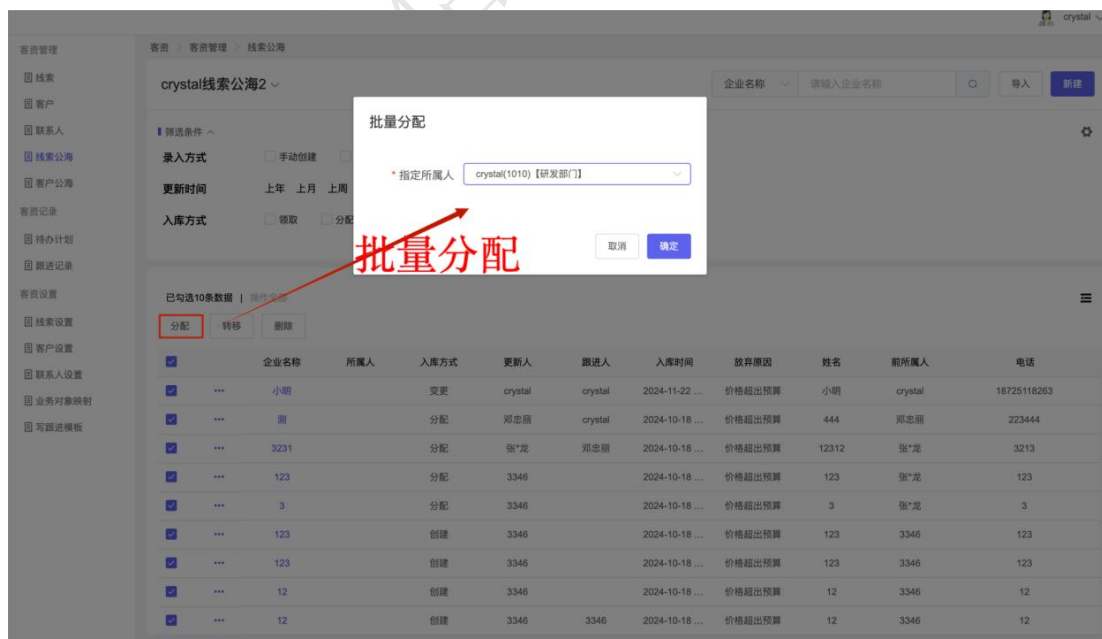 crystal
客资管理
线索
客户
联系人
线索公海
客户公海
客资记录
待办计划
跟进记录
客资设置
线索设置
客户设置
联系人设置
业务对象映射
写跟进模板
客资 > 客资管理 > 线索公海
crystal线索公海2
企业名称 请输入企业名称 导入 新建
筛选条件
录入方式 手动创建
更新时间 上年 上月 上周
入库方式 领取 分配
批量分配
* 指定所属人 crystal(1010)【研发部门】
取消 确定
批量分配
已勾选10条数据 | 操作全部
分配 转移 删除
企业名称 所属人 入库方式 更新人 跟进人 入库时间 放弃原因 姓名 前所属人 电话
小明 变更 crystal crystal 2024-11-22 ... 价格超出预算 小明 crystal 18725118263
测 分配 邓忠丽 crystal 2024-10-18 ... 价格超出预算 444 邓忠丽 223444
3231 分配 张*龙 邓忠丽 2024-10-18 ... 价格超出预算 12312 张*龙 3213
123 分配 3346 2024-10-18 ... 价格超出预算 123 张*龙 123
3 分配 3346 2024-10-18 ... 价格超出预算 3 张*龙 3
123 创建 3346 2024-10-18 ... 价格超出预算 123 3346 123
123 创建 3346 2024-10-18 ... 价格超出预算 123 3346 123
12 创建 3346 2024-10-18 ... 价格超出预算 12 3346 12
12 创建 3346 3346 2024-10-18 ... 价格超出预算 12 3346 12